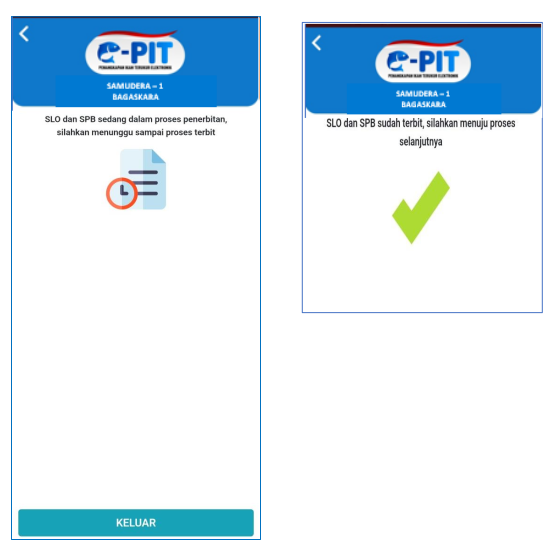 e-PIT
PENANGKAPAN IKAN TERUKUR ELEKTRONIK
SAMUDERA – 1
BAGASKARA
SLO dan SPB sedang dalam proses penerbitan,
silahkan menunggu sampai proses terbit
KELUAR
e-PIT
PENANGKAPAN IKAN TERUKUR ELEKTRONIK
SAMUDERA – 1
BAGASKARA
SLO dan SPB sudah terbit, silahkan menuju proses
selanjutnya